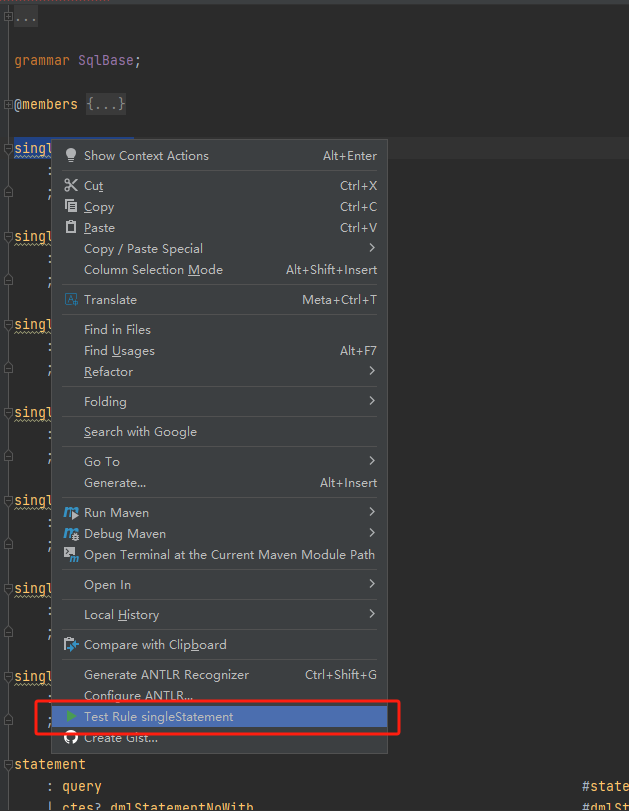 ...
grammar SqlBase;
@members {...}
singl
Show Context Actions Alt+Enter
:
Cut Ctrl+X
;
Copy Ctrl+C
Paste Ctrl+V
singl
Copy / Paste Special
:
Column Selection Mode Alt+Shift+Insert
;
Translate Meta+Ctrl+T
singl
Find in Files
:
Find Usages Alt+F7
;
Refactor
Folding
singl
:
Search with Google
;
Go To
Generate... Alt+Insert
singl
Run Maven
:
Debug Maven
;
Open Terminal at the Current Maven Module Path
singl
Open In
:
Local History
;
Compare with Clipboard
singl
Generate ANTLR Recognizer Ctrl+Shift+G
:
Configure ANTLR...
;
Test Rule singleStatement
Create Gist...
statement
: query #state
| ctes? dmlStatementNoWith #dmlSt